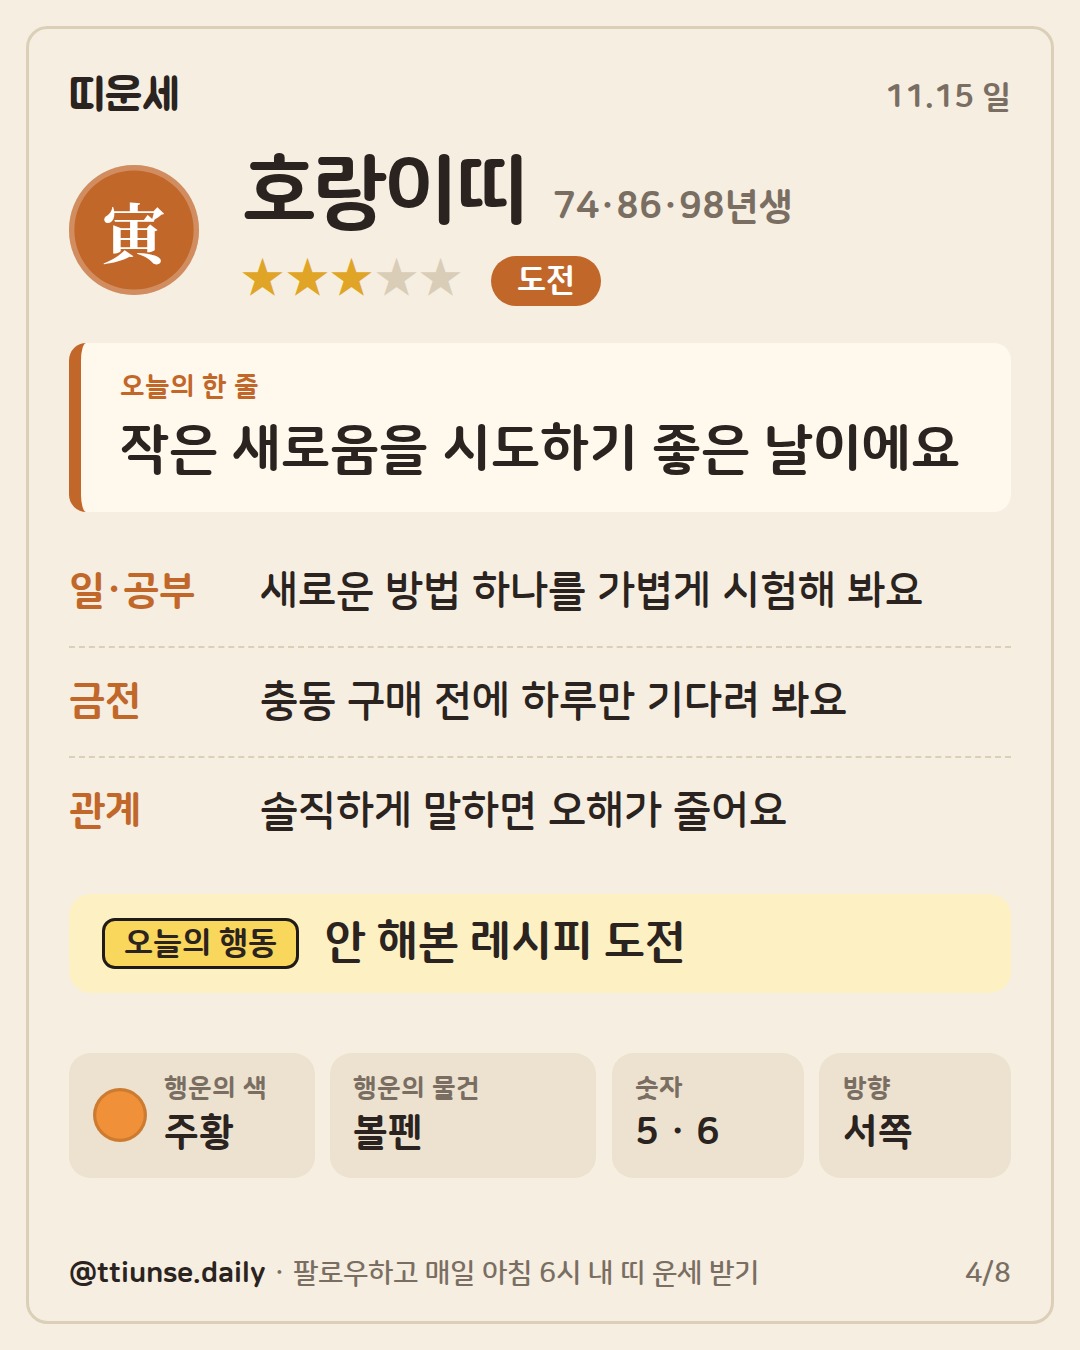 띠운세
11.15 일
寅
호랑이띠 74·86·98년생
★★★★★ 도전
오늘의 한 줄
작은 새로움을 시도하기 좋은 날이에요
일·공부 새로운 방법 하나를 가볍게 시험해 봐요
금전 충동 구매 전에 하루만 기다려 봐요
관계 솔직하게 말하면 오해가 줄어요
오늘의 행동 안 해본 레시피 도전
행운의 색
주황
행운의 물건
볼펜
숫자
5 · 6
방향
서쪽
@ttiunse.daily · 팔로우하고 매일 아침 6시 내 띠 운세 받기
4/8